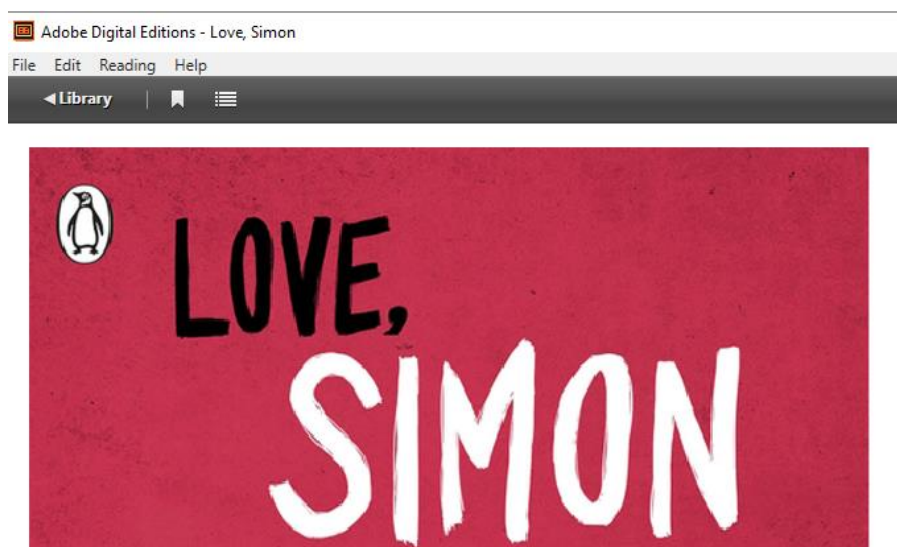 Adobe Digital Editions - Love, Simon
File Edit Reading Help
Library
LOVE,
SIMON